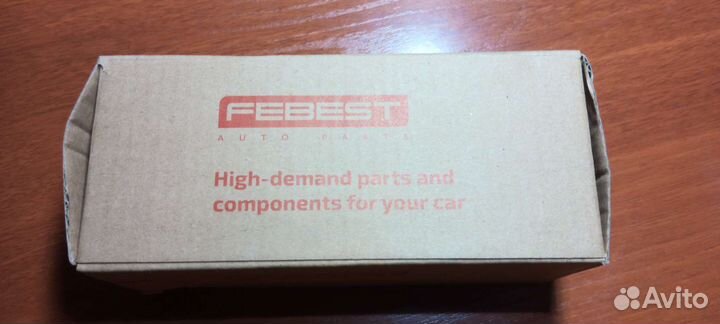 FEBEST
AUTO PARTS
High-demand parts and
components for your car
Avito